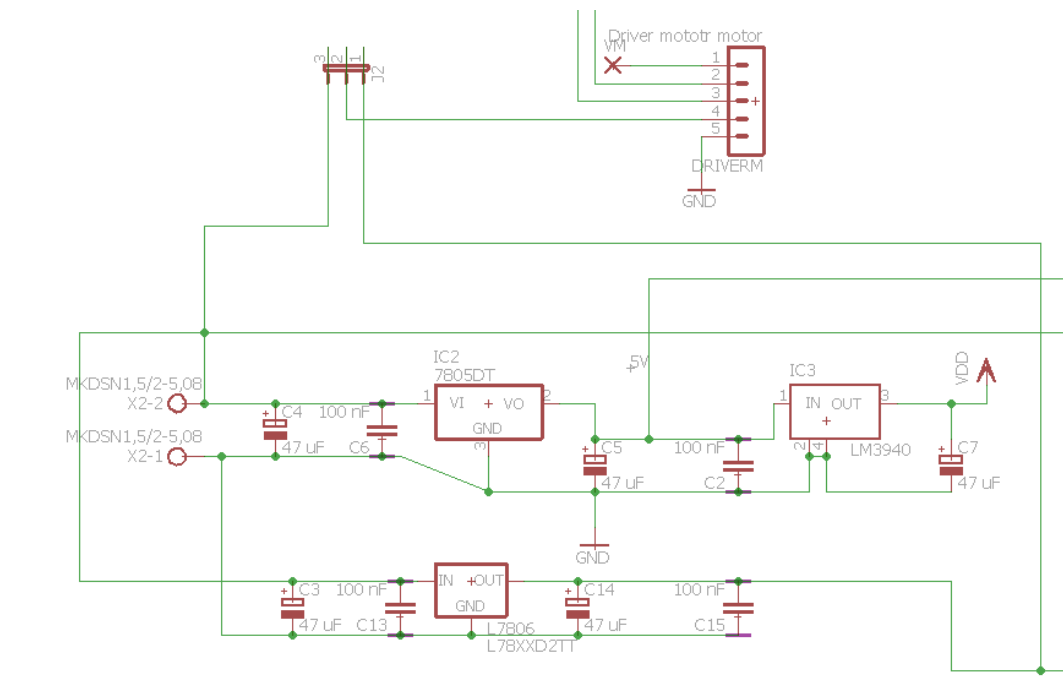 Driver mototr motor
VM
3 2 1
J2
1
2
3
4
5
DRIVERM
GND
IC2
7805DT
5V
IC3
VDD
MKDSN1,5/2-5,08
X2-2
C4
100 nF
1
VI
VO
2
1
IN OUT
3
MKDSN1,5/2-5,08
X2-1
47 uF
C6
GND
3
C5
100 nF
2 4
LM3940
C7
47 uF
C2
47 uF
GND
C3
100 nF
IN
OUT
C14
100 nF
47 uF
C13
GND
L7806
47 uF
C15
L78XXD2TT